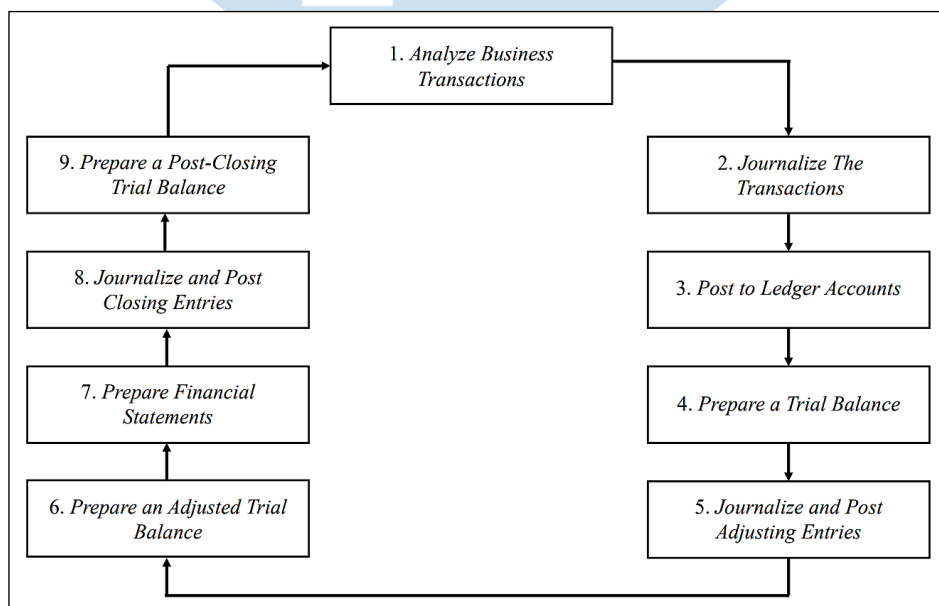 1. Analyze Business
Transactions
2. Journalize The
Transactions
3. Post to Ledger Accounts
4. Prepare a Trial Balance
5. Journalize and Post
Adjusting Entries
6. Prepare an Adjusted Trial
Balance
7. Prepare Financial
Statements
8. Journalize and Post
Closing Entries
9. Prepare a Post-Closing
Trial Balance